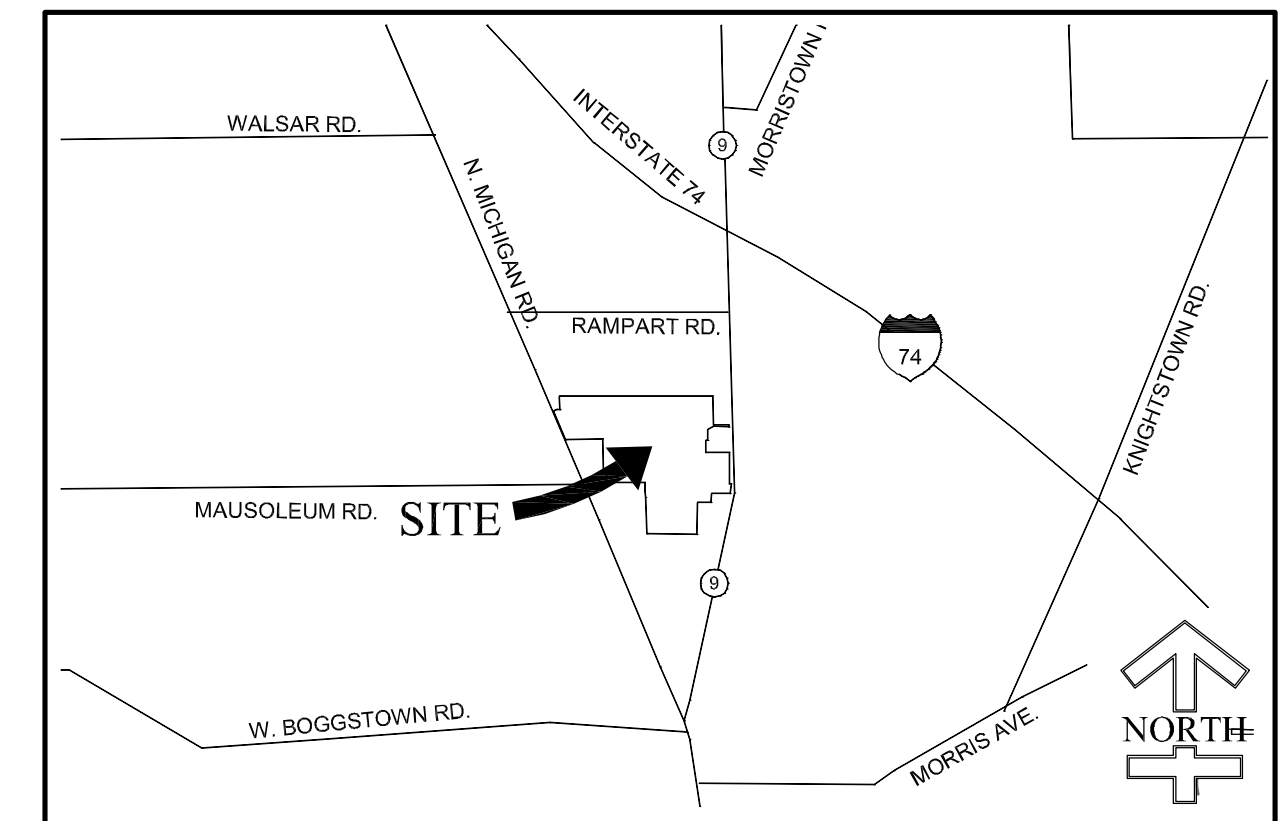 WALSAR RD.
INTERSTATE 74
9
MORRISTOWN
N. MICHIGAN RD.
RAMPART RD.
74
KNIGHTSTOWN RD.
MAUSOLEUM RD.
SITE
9
W. BOGGSTOWN RD.
MORRIS AVE.
NORTH